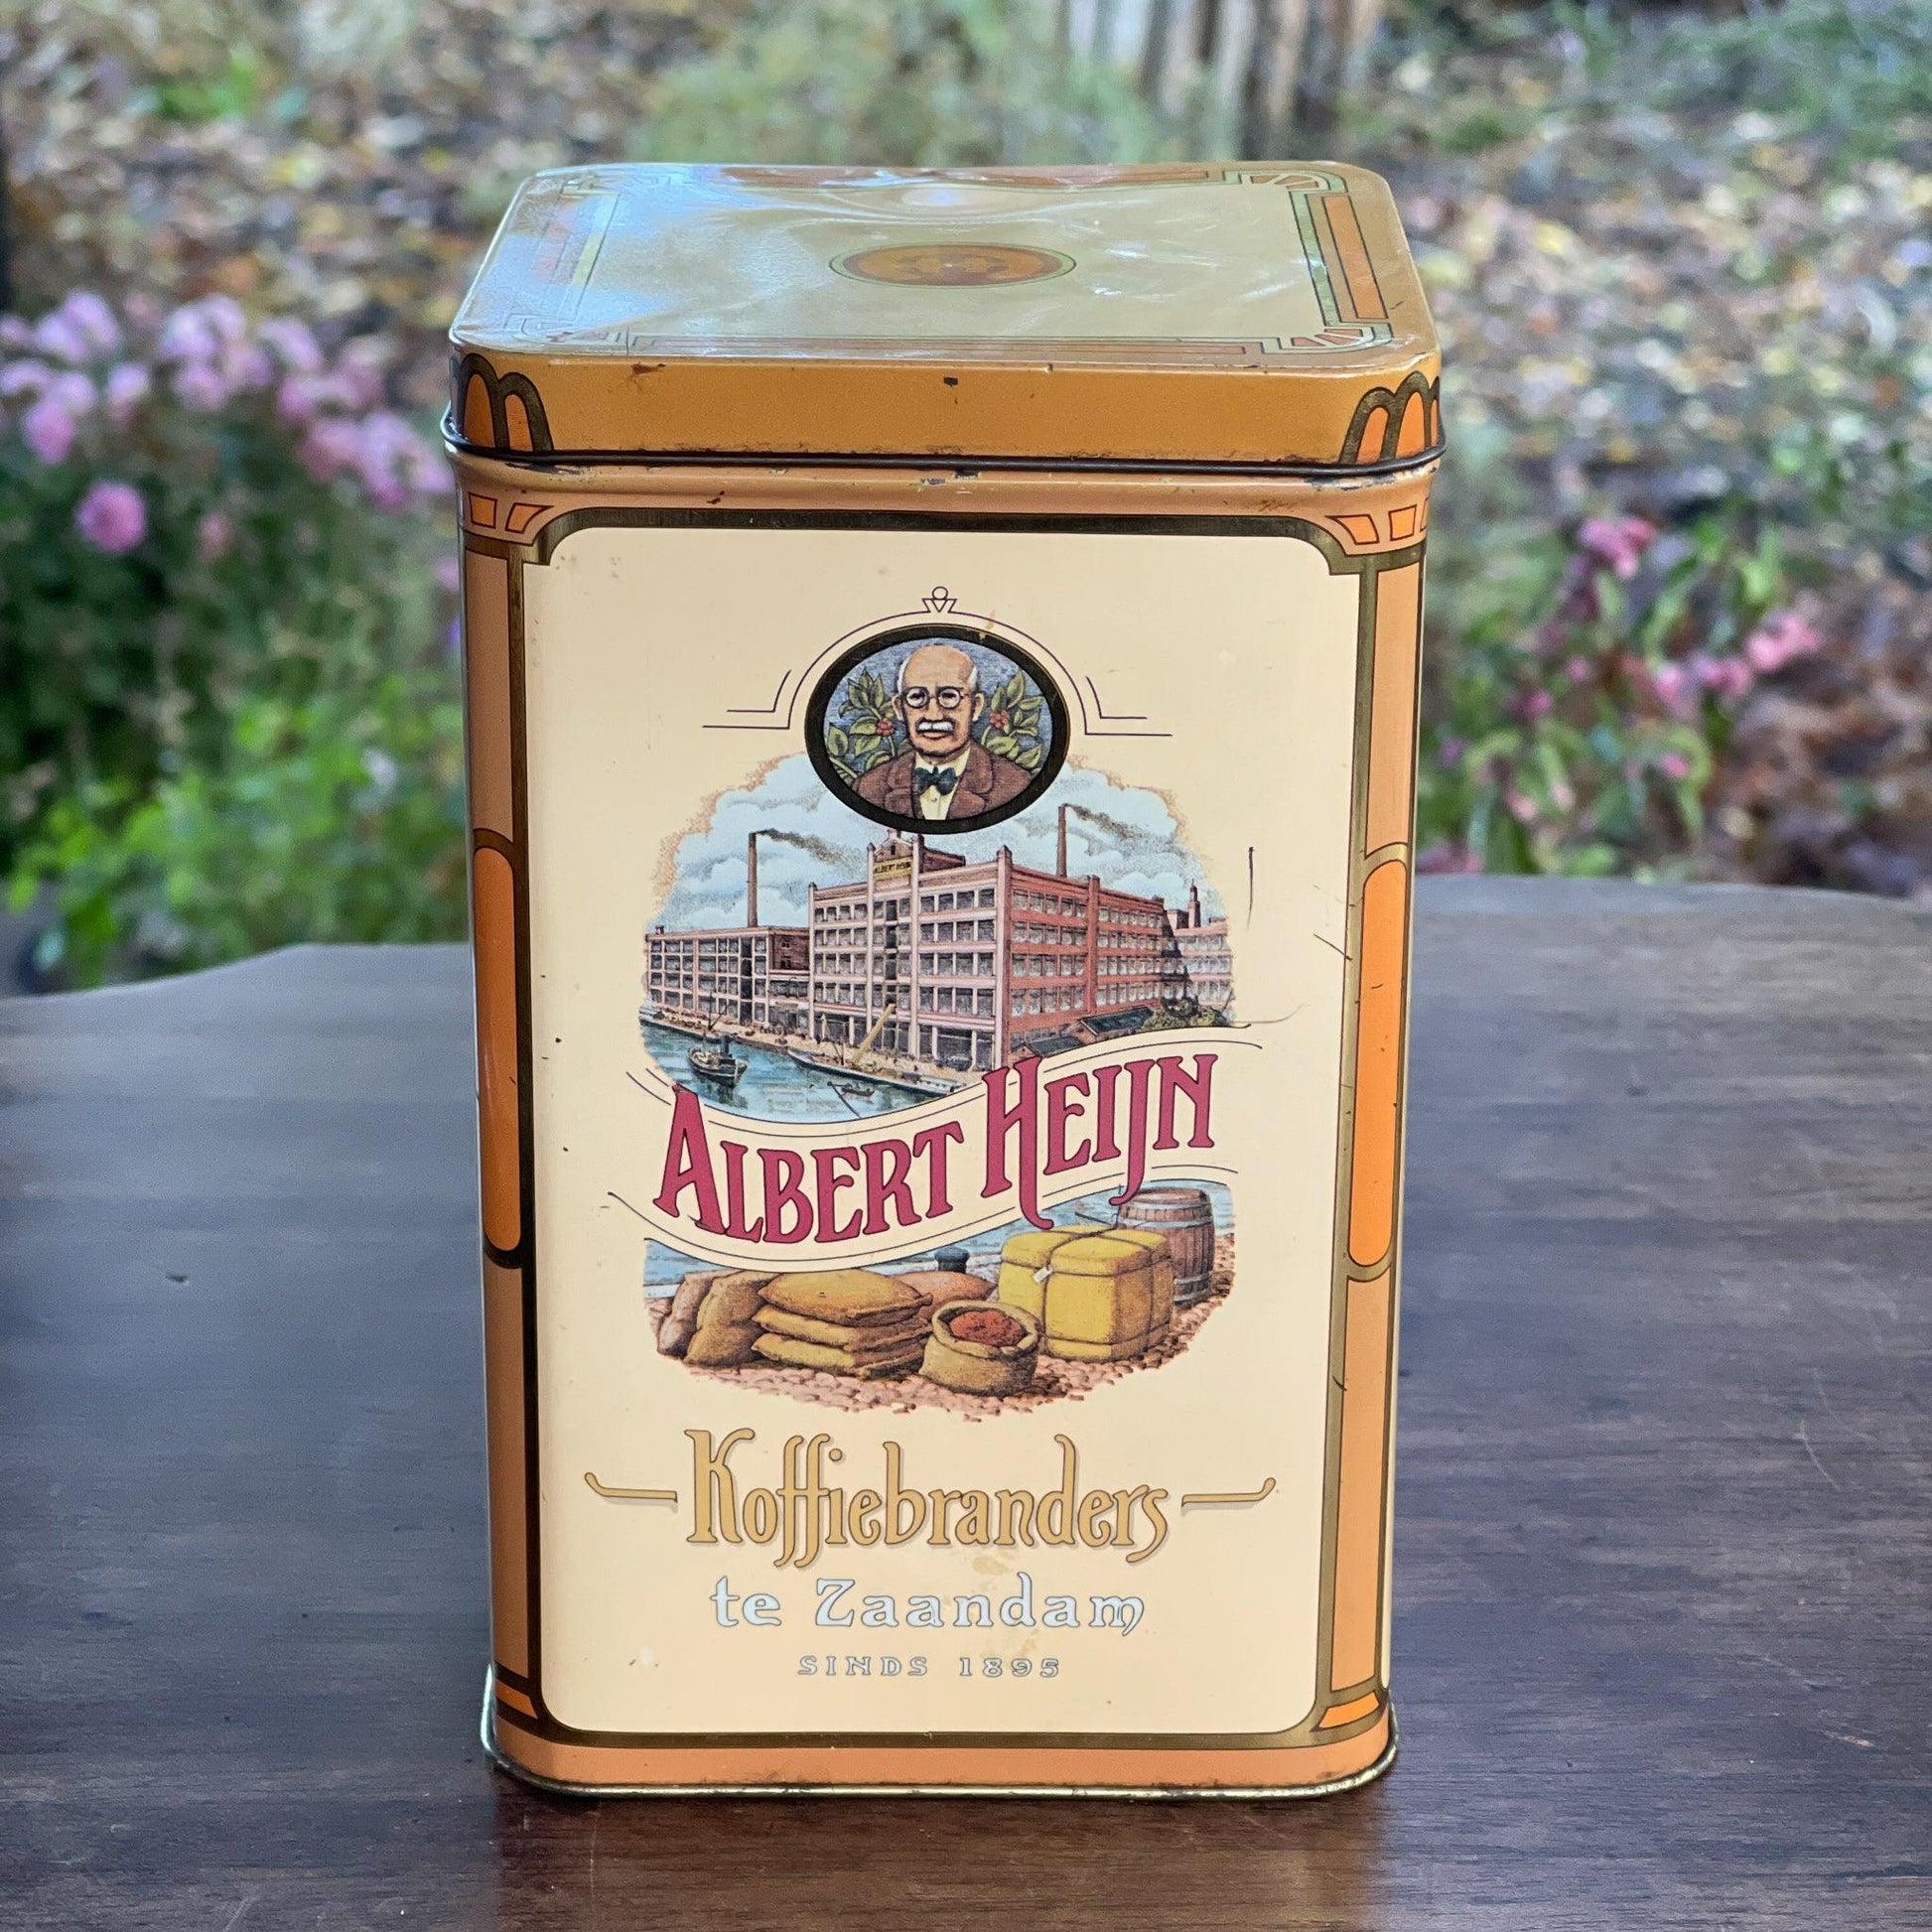 ALBERT HEIJN
Koffiebranders
te Zaandam
SINDS 1895